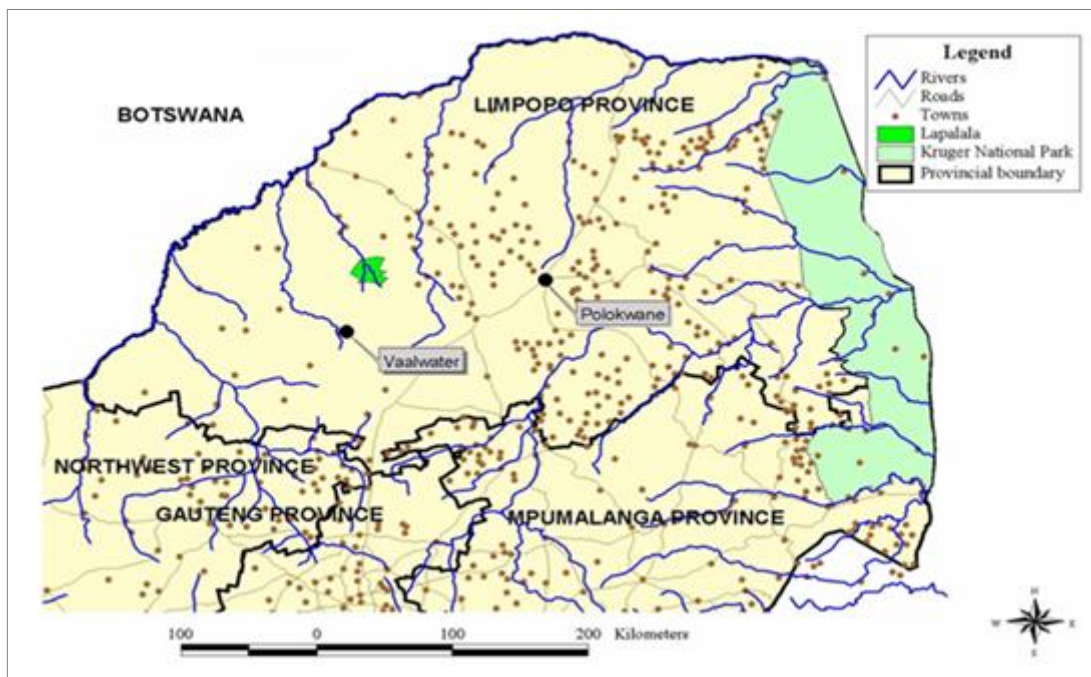 Legend
Rivers
Roads
Towns
Lapalala
Kruger National Park
Provincial boundary
BOTSWANA
LIMPOPO PROVINCE
Polokwane
Vaalwater
NORTHWEST PROVINCE
GAUTENG PROVINCE
MPUMALANGA PROVINCE
100 0 100 200 Kilometers
W E